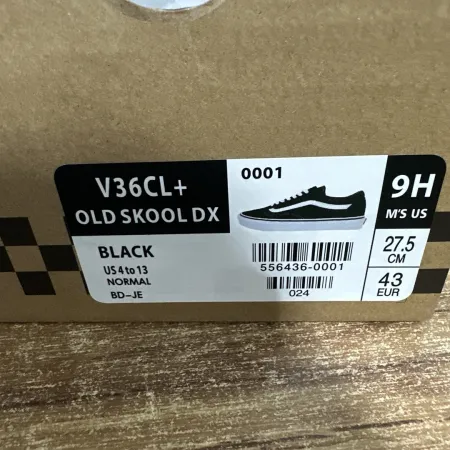 V36CL+
OLD SKOOL DX
BLACK
US 4 to 13
NORMAL
BD-JE
0001
556436-0001
024
9H
M'S US
27.5
CM
43
EUR